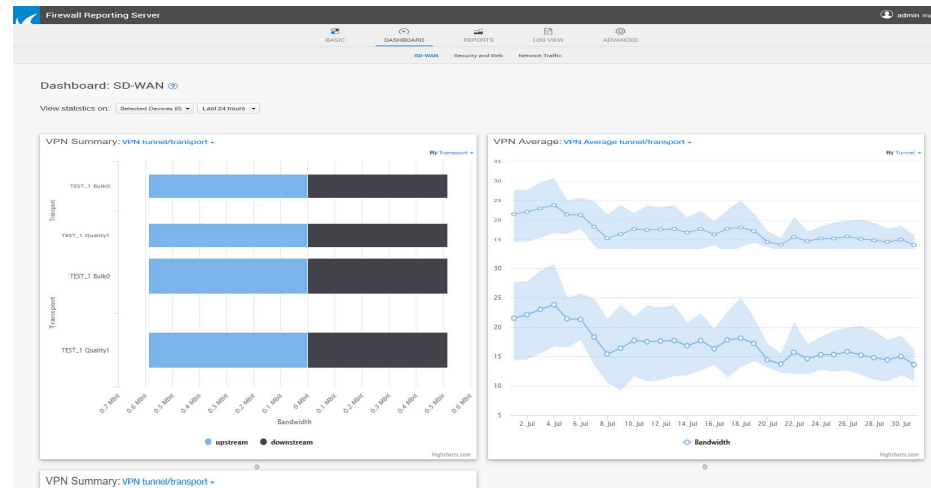 Firewall Reporting Server
admin
BASIC
DASHBOARD
REPORTS
LOG VIEW
ADVANCED
SD-WAN
Security and Web
Network Traffic
Dashboard: SD-WAN
View statistics on:
Selected Devices (0)
Last 24 hours
VPN Summary: VPN tunnel/transport
By Transport
Transport
TEST_1 Bulk0
TEST_1 Quality1
Transport
TEST_1 Bulk0
TEST_1 Quality1
0.7 Mbit
0.6 Mbit
0.5 Mbit
0.4 Mbit
0.3 Mbit
0.2 Mbit
0.1 Mbit
0 Mbit
0.1 Mbit
0.2 Mbit
0.3 Mbit
0.4 Mbit
0.5 Mbit
0.6 Mbit
Bandwidth
upstream
downstream
Highcharts.com
VPN Average: VPN Average tunnel/transport
By Tunnel
35
30
25
20
15
30
25
20
15
10
5
2. Jul
4. Jul
6. Jul
8. Jul
10. Jul
12. Jul
14. Jul
16. Jul
18. Jul
20. Jul
22. Jul
24. Jul
26. Jul
28. Jul
30. Jul
Bandwidth
Highcharts.com
VPN Summary: VPN tunnel/transport